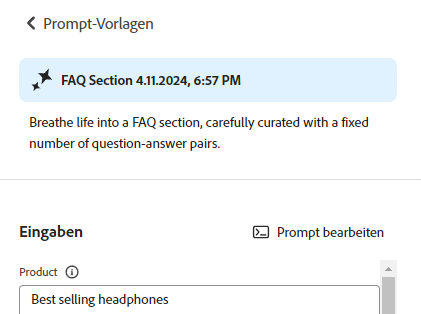 Prompt-Vorlagen
FAQ Section 4.11.2024, 6:57 PM
Breathe life into a FAQ section, carefully curated with a fixed
number of question-answer pairs.
Eingaben
Prompt bearbeiten
Product
Best selling headphones